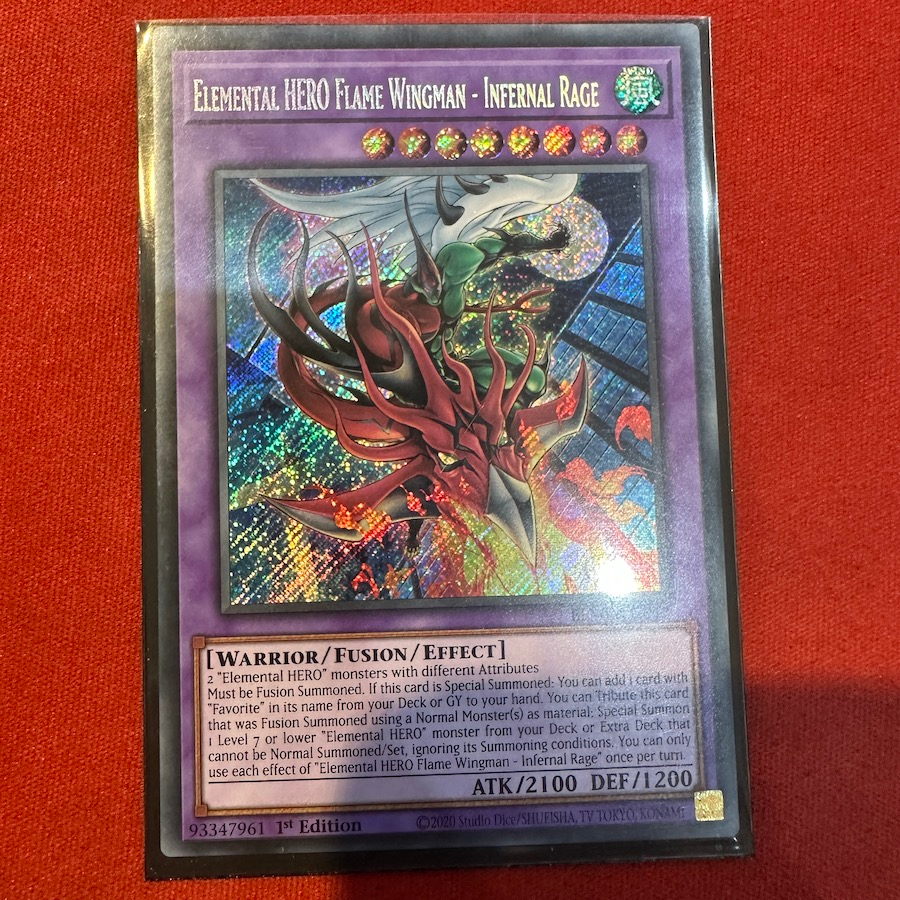 ELEMENTAL HERO FLAME WINGMAN - INFERNAL RAGE
WIND
風
[WARRIOR/FUSION/EFFECT]
2 "Elemental HERO" monsters with different Attributes
Must be Fusion Summoned. If this card is Special Summoned: You can add 1 card with
"Favorite" in its name from your Deck or GY to your hand. You can Tribute this card
that was Fusion Summoned using a Normal Monster(s) as material; Special Summon
1 Level 7 or lower "Elemental HERO" monster from your Deck or Extra Deck that
cannot be Normal Summoned/Set, ignoring its Summoning conditions. You can only
use each effect of "Elemental HERO Flame Wingman - Infernal Rage" once per turn.
ATK/2100 DEF/1200
93347961 1st Edition
©2020 Studio Dice/SHUEISHA, TV TOKYO, KONAMI